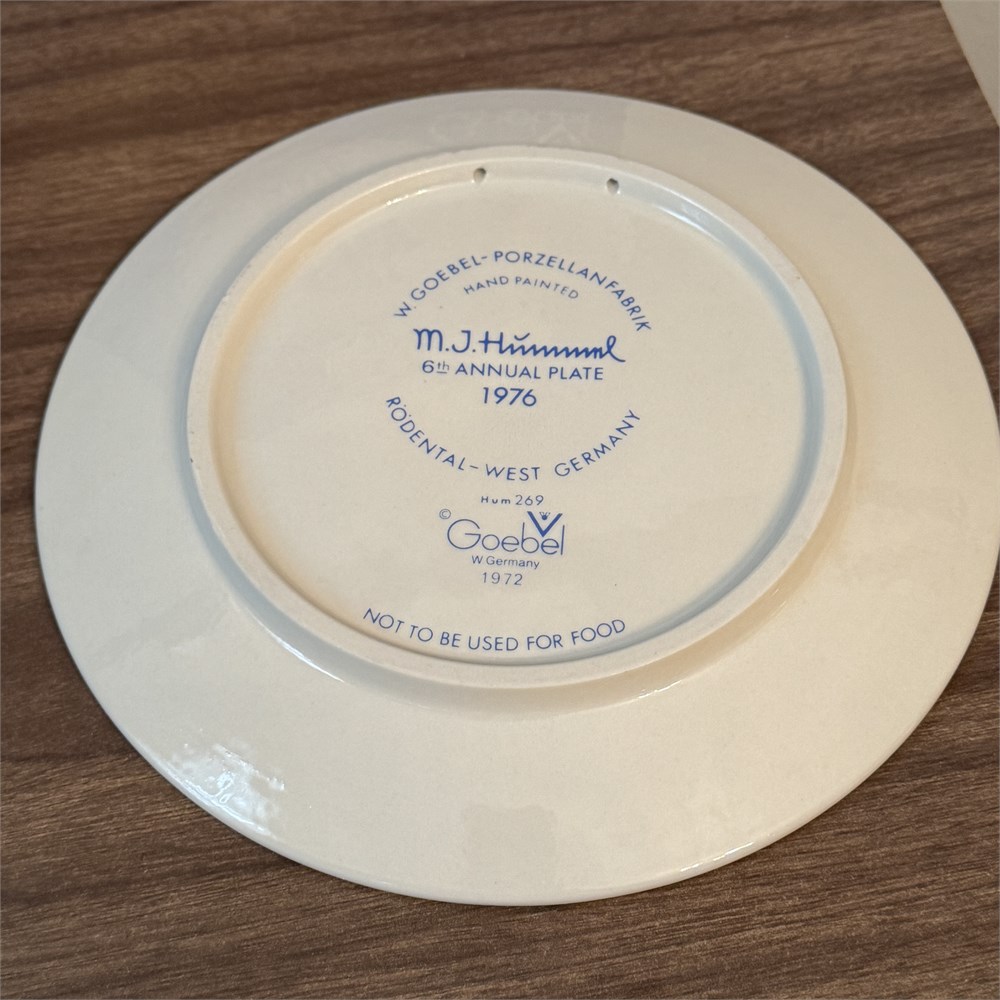 W. GOEBEL-PORZELLANFABRIK
HAND PAINTED
M.J.Hummel
6th ANNUAL PLATE
1976
RÖDENTAL-WEST GERMANY
Hum 269
© Goebel
W Germany
1972
NOT TO BE USED FOR FOOD